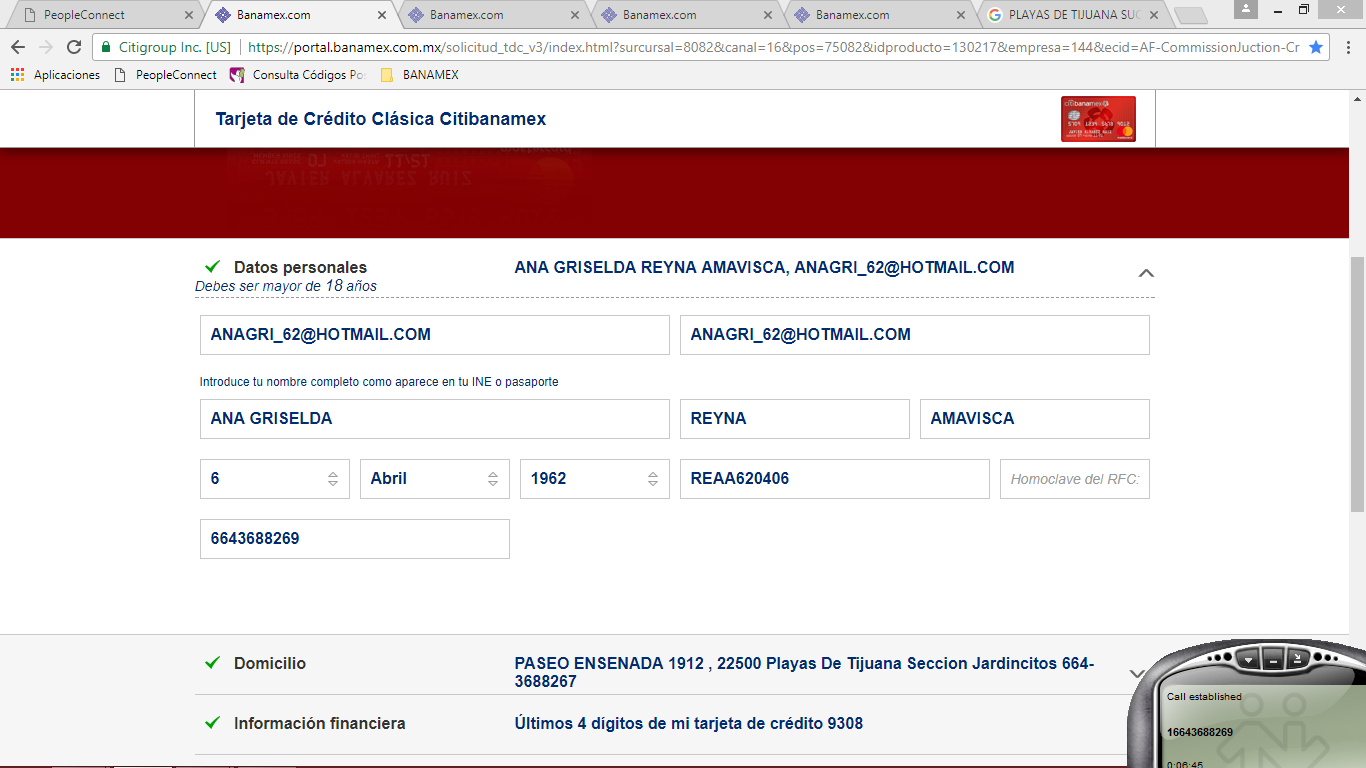 PeopleConnect
Banamex.com
Banamex.com
Banamex.com
Banamex.com
PLAYAS DE TIJUANA SUC
Citigroup Inc. [US]
https://portal.banamex.com.mx/solicitud_tdc_v3/index.html?surcursal=8082&canal=16&pos=75082&idproducto=130217&empresa=144&ecid=AF-CommissionJuction-Cr
Aplicaciones
PeopleConnect
Consulta Códigos Po
BANAMEX
Tarjeta de Crédito Clásica Citibanamex
citibanamex
11/21
JAVIER ALVAREZ RUIZ
Datos personales
ANA GRISELDA REYNA AMAVISCA, ANAGRI_62@HOTMAIL.COM
Debes ser mayor de 18 años
ANAGRI_62@HOTMAIL.COM
ANAGRI_62@HOTMAIL.COM
Introduce tu nombre completo como aparece en tu INE o pasaporte
ANA GRISELDA
REYNA
AMAVISCA
6
Abril
1962
REAA620406
Homoclave del RFC:
6643688269
Domicilio
PASEO ENSENADA 1912 , 22500 Playas De Tijuana Seccion Jardincitos 664-
3688267
Información financiera
Últimos 4 dígitos de mi tarjeta de crédito 9308
Call established
16643688269
0:06:45